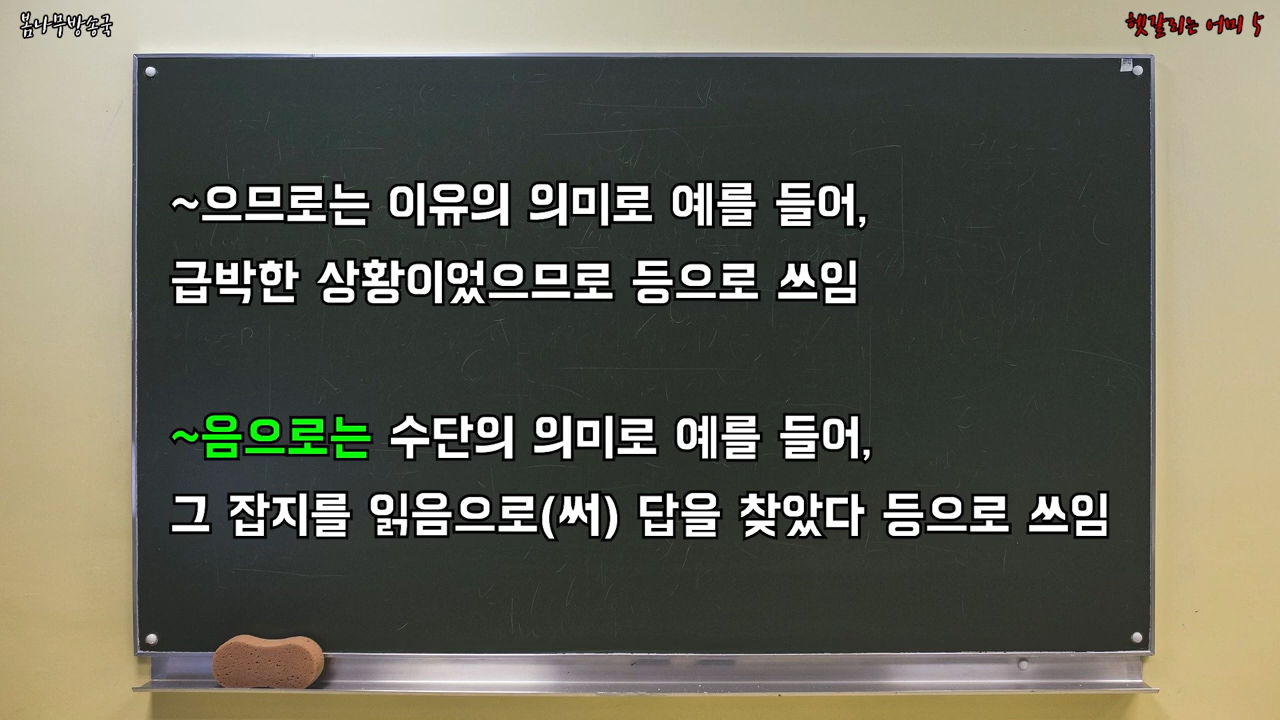 봄나무방송국
헷갈리는 어미 5
~으므로는 이유의 의미로 예를 들어,
급박한 상황이었으므로 등으로 쓰임
~음으로는 수단의 의미로 예를 들어,
그 잡지를 읽음으로(써) 답을 찾았다 등으로 쓰임